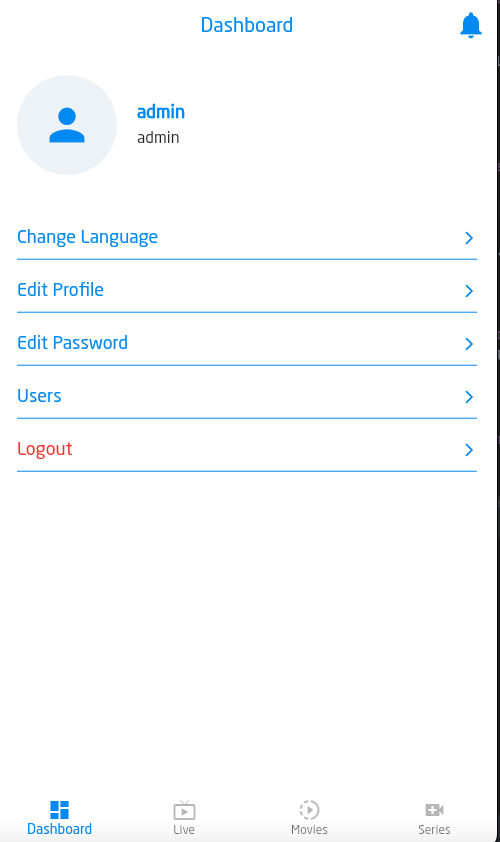 Dashboard
admin
admin
Change Language
Edit Profile
Edit Password
Users
Logout
Dashboard
Live
Movies
Series